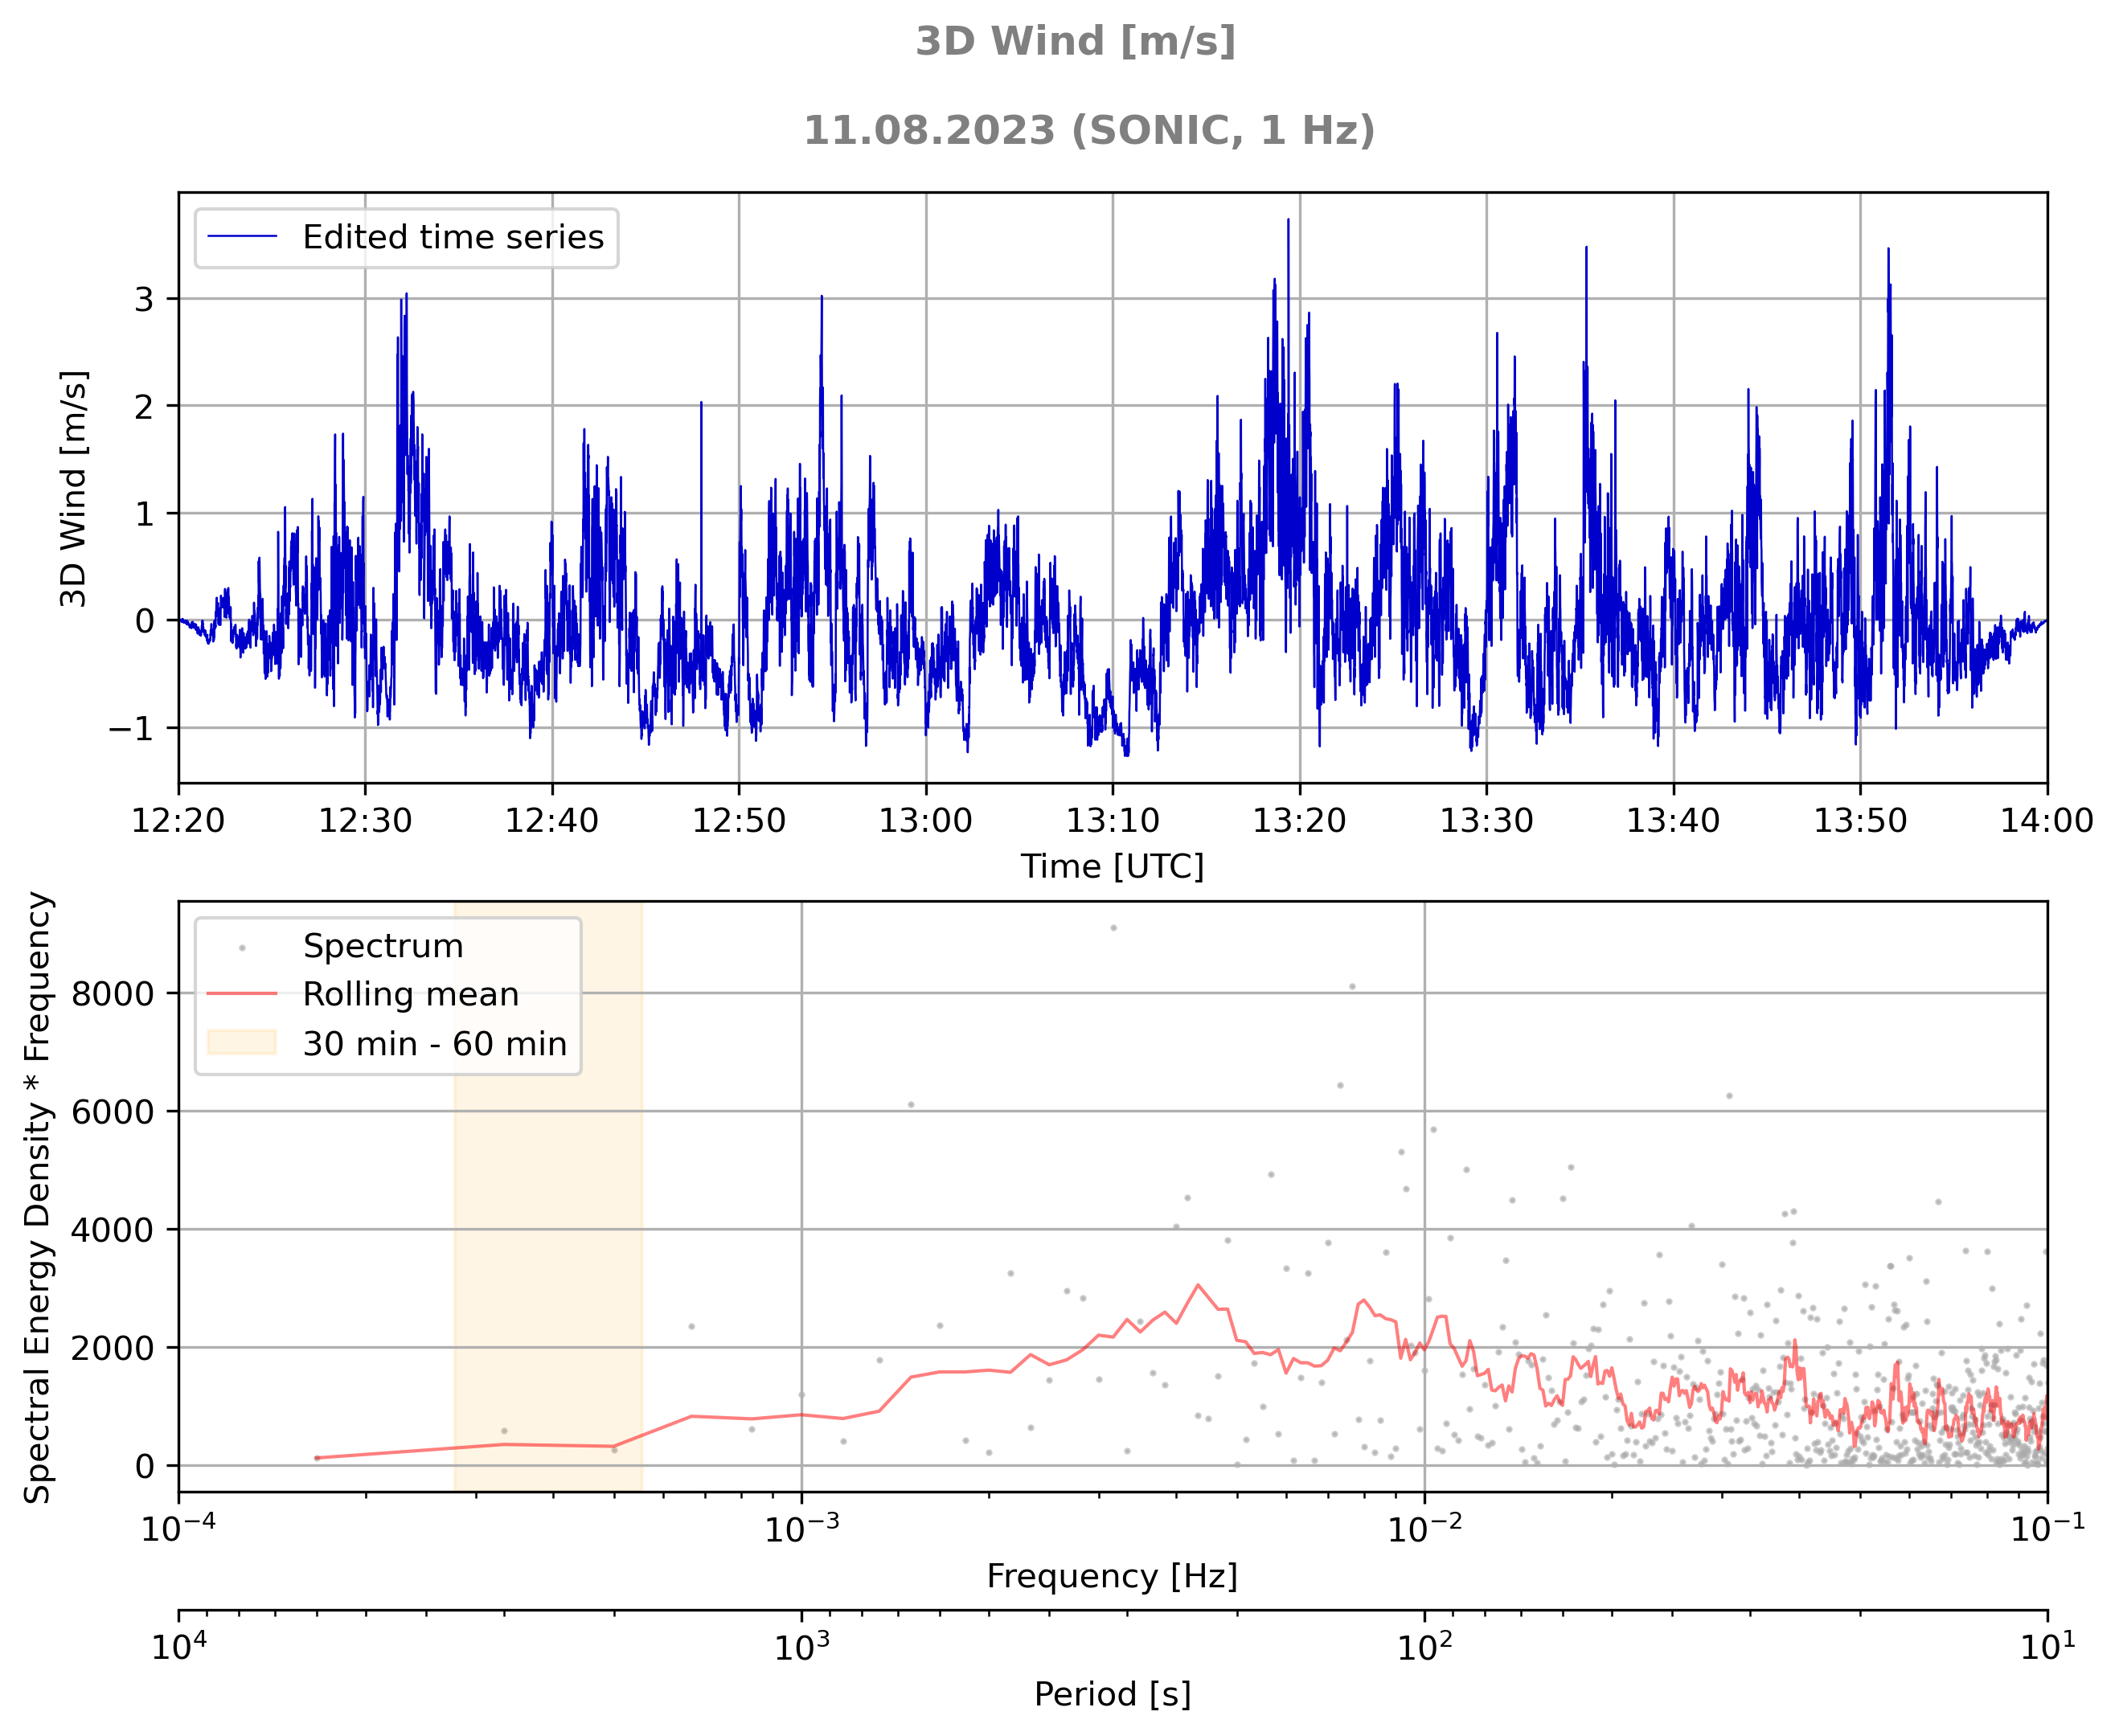 3D Wind [m/s]
11.08.2023 (SONIC, 1 Hz)
Edited time series
3D Wind [m/s]
3
2
1
0
−1
12:20 12:30 12:40 12:50 13:00 13:10 13:20 13:30 13:40 13:50 14:00
Time [UTC]
Spectrum
Rolling mean
30 min - 60 min
Spectral Energy Density * Frequency
8000
6000
4000
2000
0
10⁻⁴ 10⁻³ 10⁻² 10⁻¹
Frequency [Hz]
10⁴ 10³ 10² 10¹
Period [s]